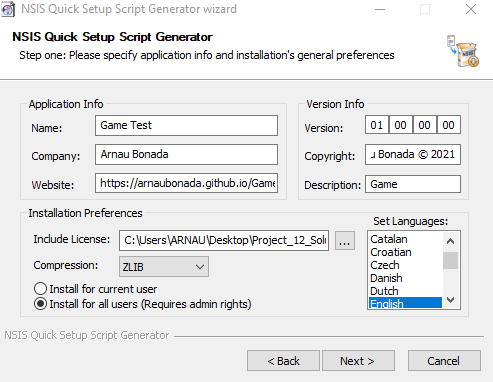 NSIS Quick Setup Script Generator wizard
NSIS Quick Setup Script Generator
Step one: Please specify application info and installation's general preferences
Application Info
Name: Game Test
Company: Arnau Bonada
Website: https://arnaubonada.github.io/Game
Version Info
Version: 01 00 00 00
Copyright: u Bonada © 2021
Description: Game
Installation Preferences
Include License: C:\Users\ARNAU\Desktop\Project_12_Solu ...
Compression: ZLIB
Install for current user
Install for all users (Requires admin rights)
Set Languages:
Catalan
Croatian
Czech
Danish
Dutch
English
NSIS Quick Setup Script Generator
< Back Next > Cancel